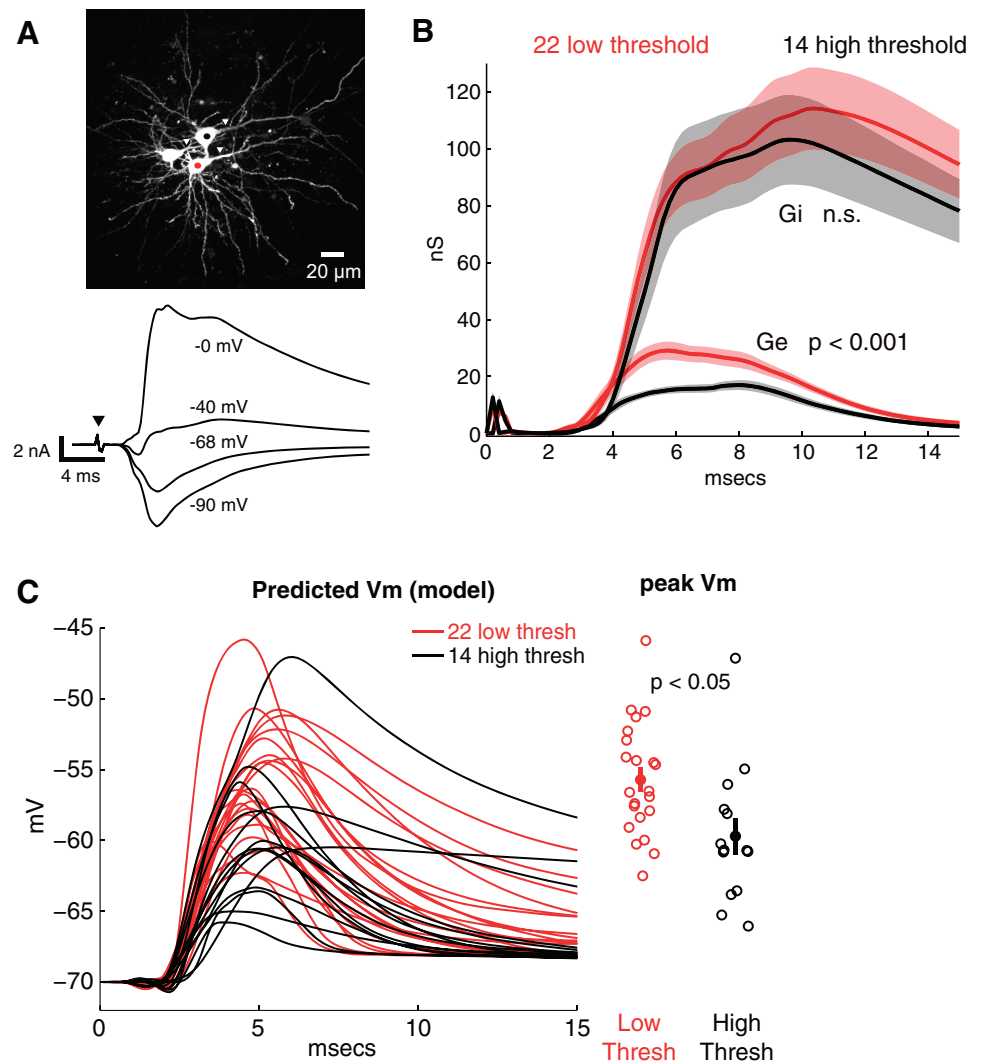 A
20 µm
-0 mV
-40 mV
-68 mV
-90 mV
2 nA
4 ms
B
22 low threshold
14 high threshold
nS
120
100
80
60
40
20
0
Gi n.s.
Ge p < 0.001
0 2 4 6 8 10 12 14
msecs
C
Predicted Vm (model)
22 low thresh
14 high thresh
mV
−45
−50
−55
−60
−65
−70
0 5 10 15
msecs
peak Vm
p < 0.05
Low
Thresh
High
Thresh